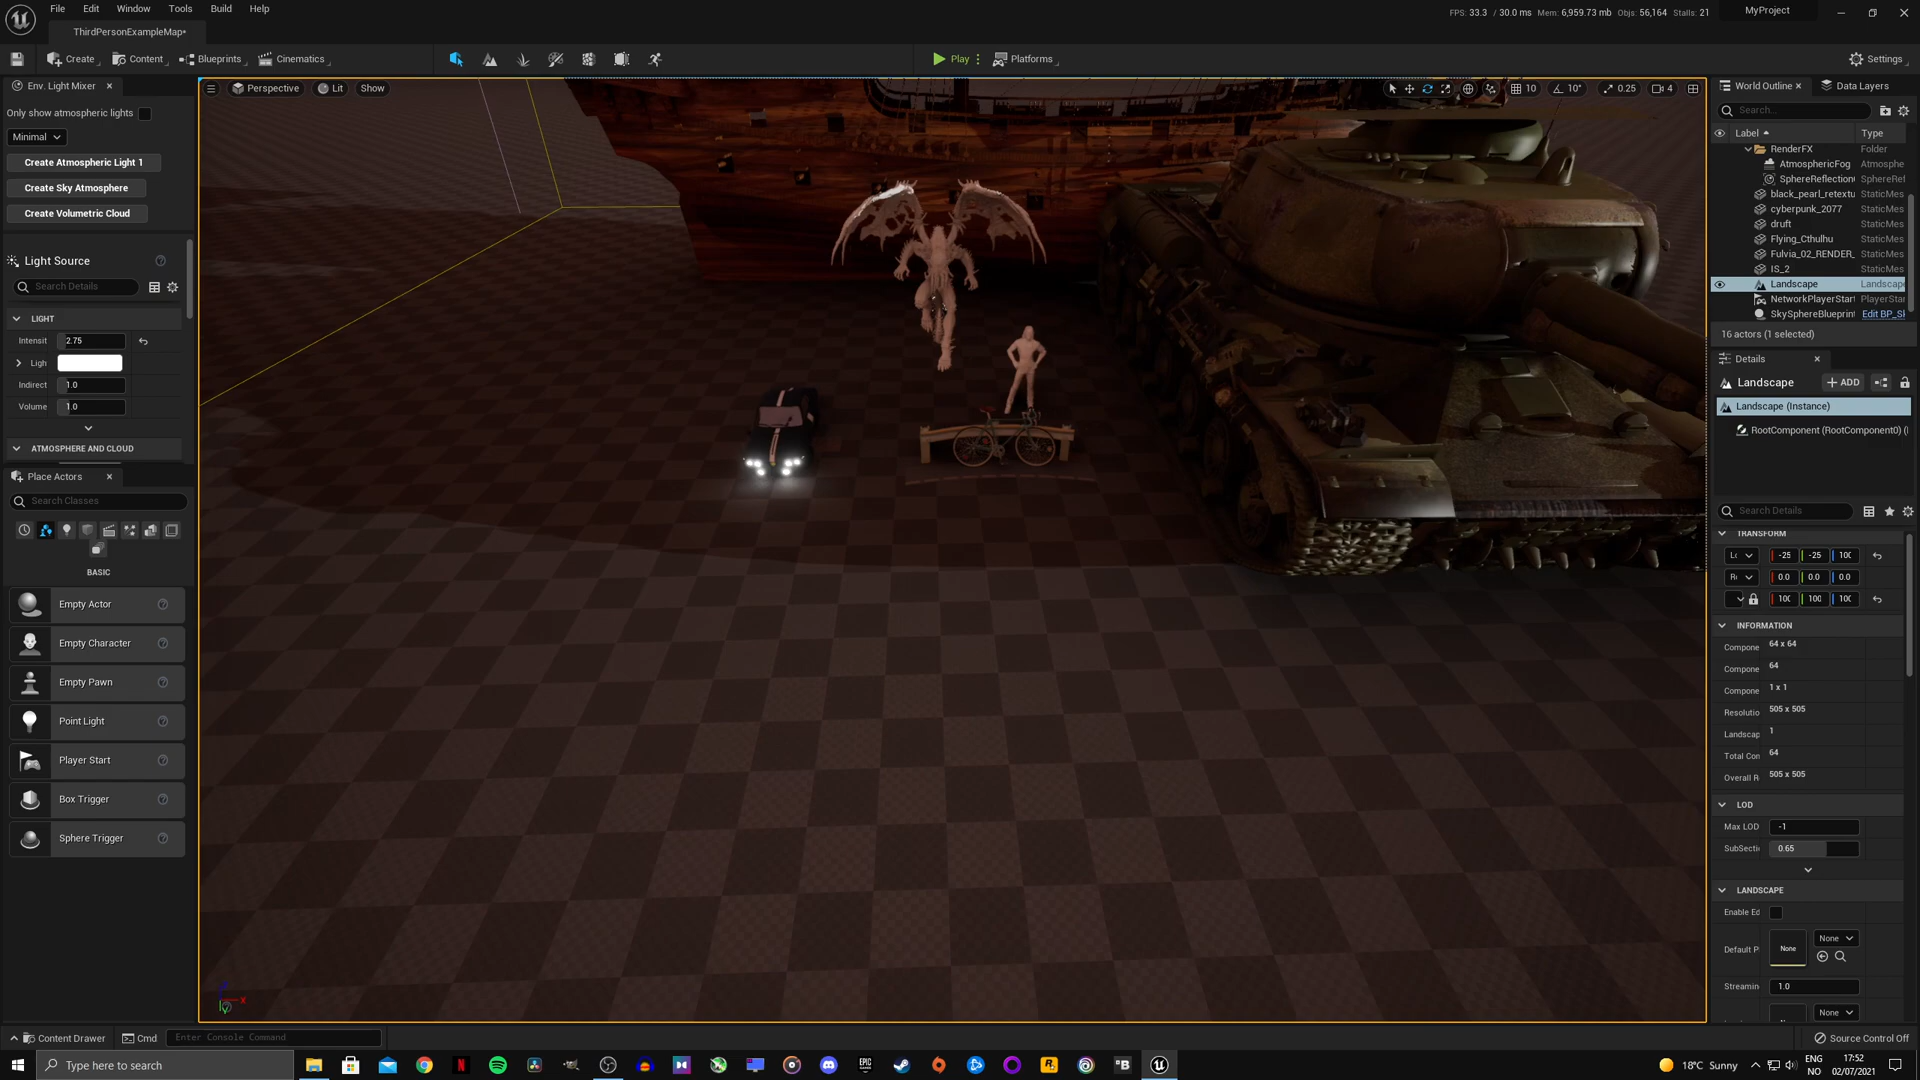 File Edit Window Tools Build Help
FPS: 33.3 / 30.0 ms Mem: 6,959.73 mb Objs: 56,164 Stalls: 21
MyProject
ThirdPersonExampleMap*
Create Content Blueprints Cinematics Play Platforms Settings
Env. Light Mixer
Only show atmospheric lights
Minimal
Create Atmospheric Light 1
Create Sky Atmosphere
Create Volumetric Cloud
Light Source
Search Details
LIGHT
Intensit 2.75
Ligh
Indirect 1.0
Volume 1.0
ATMOSPHERE AND CLOUD
Place Actors
Search Classes
BASIC
Empty Actor
Empty Character
Empty Pawn
Point Light
Player Start
Box Trigger
Sphere Trigger
Perspective Lit Show
10 10° 0.25 4
World Outline Data Layers
Search...
Label Type
RenderFX Folder
AtmosphericFog Atmosphe
SphereReflection SphereRef
black_pearl_retextu StaticMes
cyberpunk_2077 StaticMes
druft StaticMes
Flying_Cthulhu StaticMes
Fulvia_02_RENDER_ StaticMes
IS_2 StaticMes
Landscape Landscape
NetworkPlayerStart PlayerStar
SkySphereBlueprint Edit BP_Sk
16 actors (1 selected)
Details
Landscape ADD
Landscape (Instance)
RootComponent (RootComponent0) (I
Search Details
TRANSFORM
-25 -25 100
0.0 0.0 0.0
100 100 100
INFORMATION
Compone 64 x 64
Compone 64
Compone 1 x 1
Resolutio 505 x 505
Landscap 1
Total Con 64
Overall R 505 x 505
LOD
Max LOD -1
SubSectio 0.65
LANDSCAPE
Enable Ed
Default P None None
Streamin 1.0
None
X
Content Drawer Cmd Enter Console Command
Source Control Off
Type here to search
18°C Sunny
ENG
NO
17:52
02/07/2021